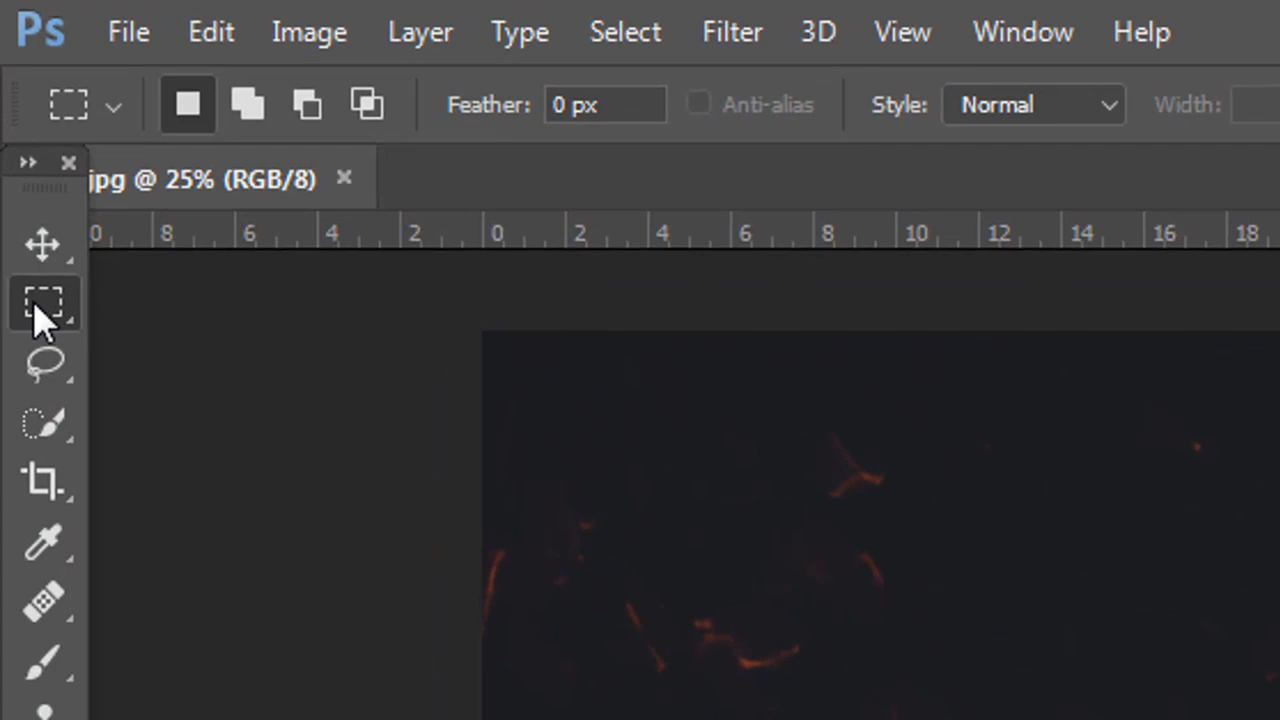 Ps File Edit Image Layer Type Select Filter 3D View Window Help
Feather: 0 px Anti-alias Style: Normal Width:
jpg @ 25% (RGB/8)
0 8 6 4 2 0 2 4 6 8 10 12 14 16 18